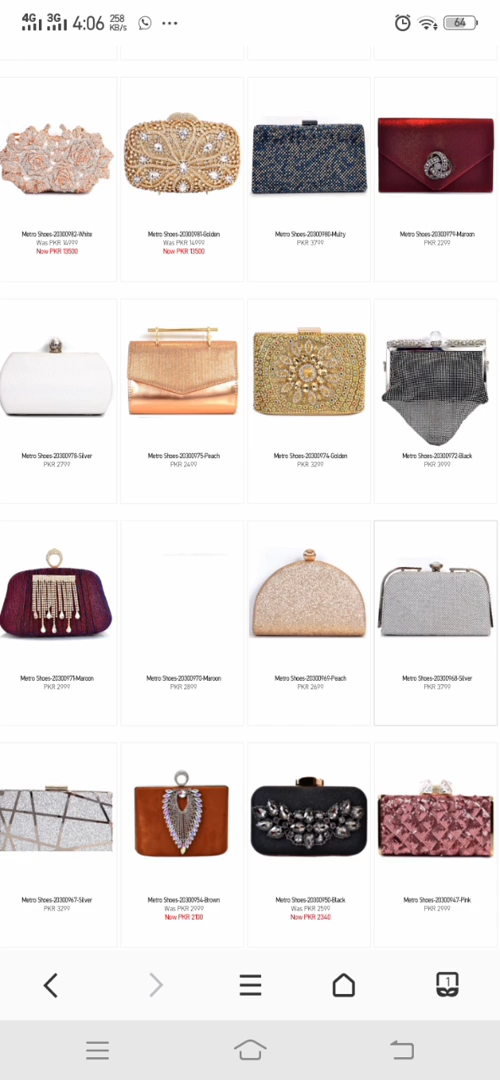 4G 3G 4:06 258 KB/s 64
Metro Shoes-20300982-White
Was PKR 14999
Now PKR 13500
Metro Shoes-20300981-Golden
Was PKR 14999
Now PKR 13500
Metro Shoes-20300980-Multy
PKR 3799
Metro Shoes-20300979-Maroon
PKR 2299
Metro Shoes-20300978-Silver
PKR 2799
Metro Shoes-20300975-Peach
PKR 2499
Metro Shoes-20300974-Golden
PKR 3299
Metro Shoes-20300972-Black
PKR 3999
Metro Shoes-20300971-Maroon
PKR 2999
Metro Shoes-20300970-Maroon
PKR 2899
Metro Shoes-20300969-Peach
PKR 2699
Metro Shoes-20300968-Silver
PKR 3799
Metro Shoes-20300967-Silver
PKR 3299
Metro Shoes-20300954-Brown
Was PKR 2999
Now PKR 2100
Metro Shoes-20300950-Black
Was PKR 2599
Now PKR 2340
Metro Shoes-20300947-Pink
PKR 2999
1